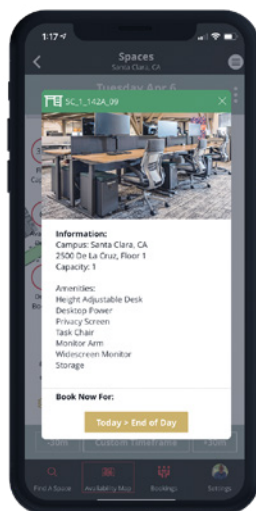 1:17
Spaces
Santa Clara, CA
Tuesday Apr 6
SC_1_142A_09
Information:
Campus: Santa Clara, CA
2500 De La Cruz, Floor 1
Capacity: 1
Amenities:
Height Adjustable Desk
Desktop Power
Privacy Screen
Task Chair
Monitor Arm
Widescreen Monitor
Storage
Book Now For:
Today > End of Day
Custom Timeframe
Find A Space
Availability Map
Bookings
Settings